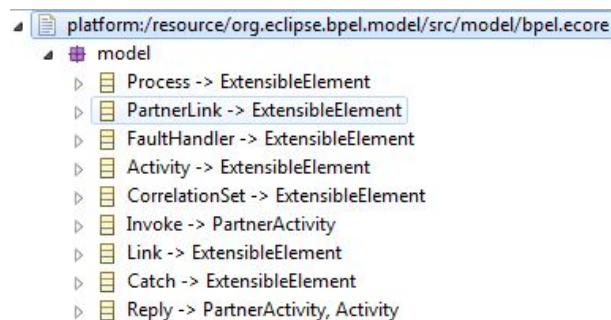 platform:/resource/org.eclipse.bpel.model/src/model/bpel.ecore
model
Process -> ExtensibleElement
PartnerLink -> ExtensibleElement
FaultHandler -> ExtensibleElement
Activity -> ExtensibleElement
CorrelationSet -> ExtensibleElement
Invoke -> PartnerActivity
Link -> ExtensibleElement
Catch -> ExtensibleElement
Reply -> PartnerActivity, Activity